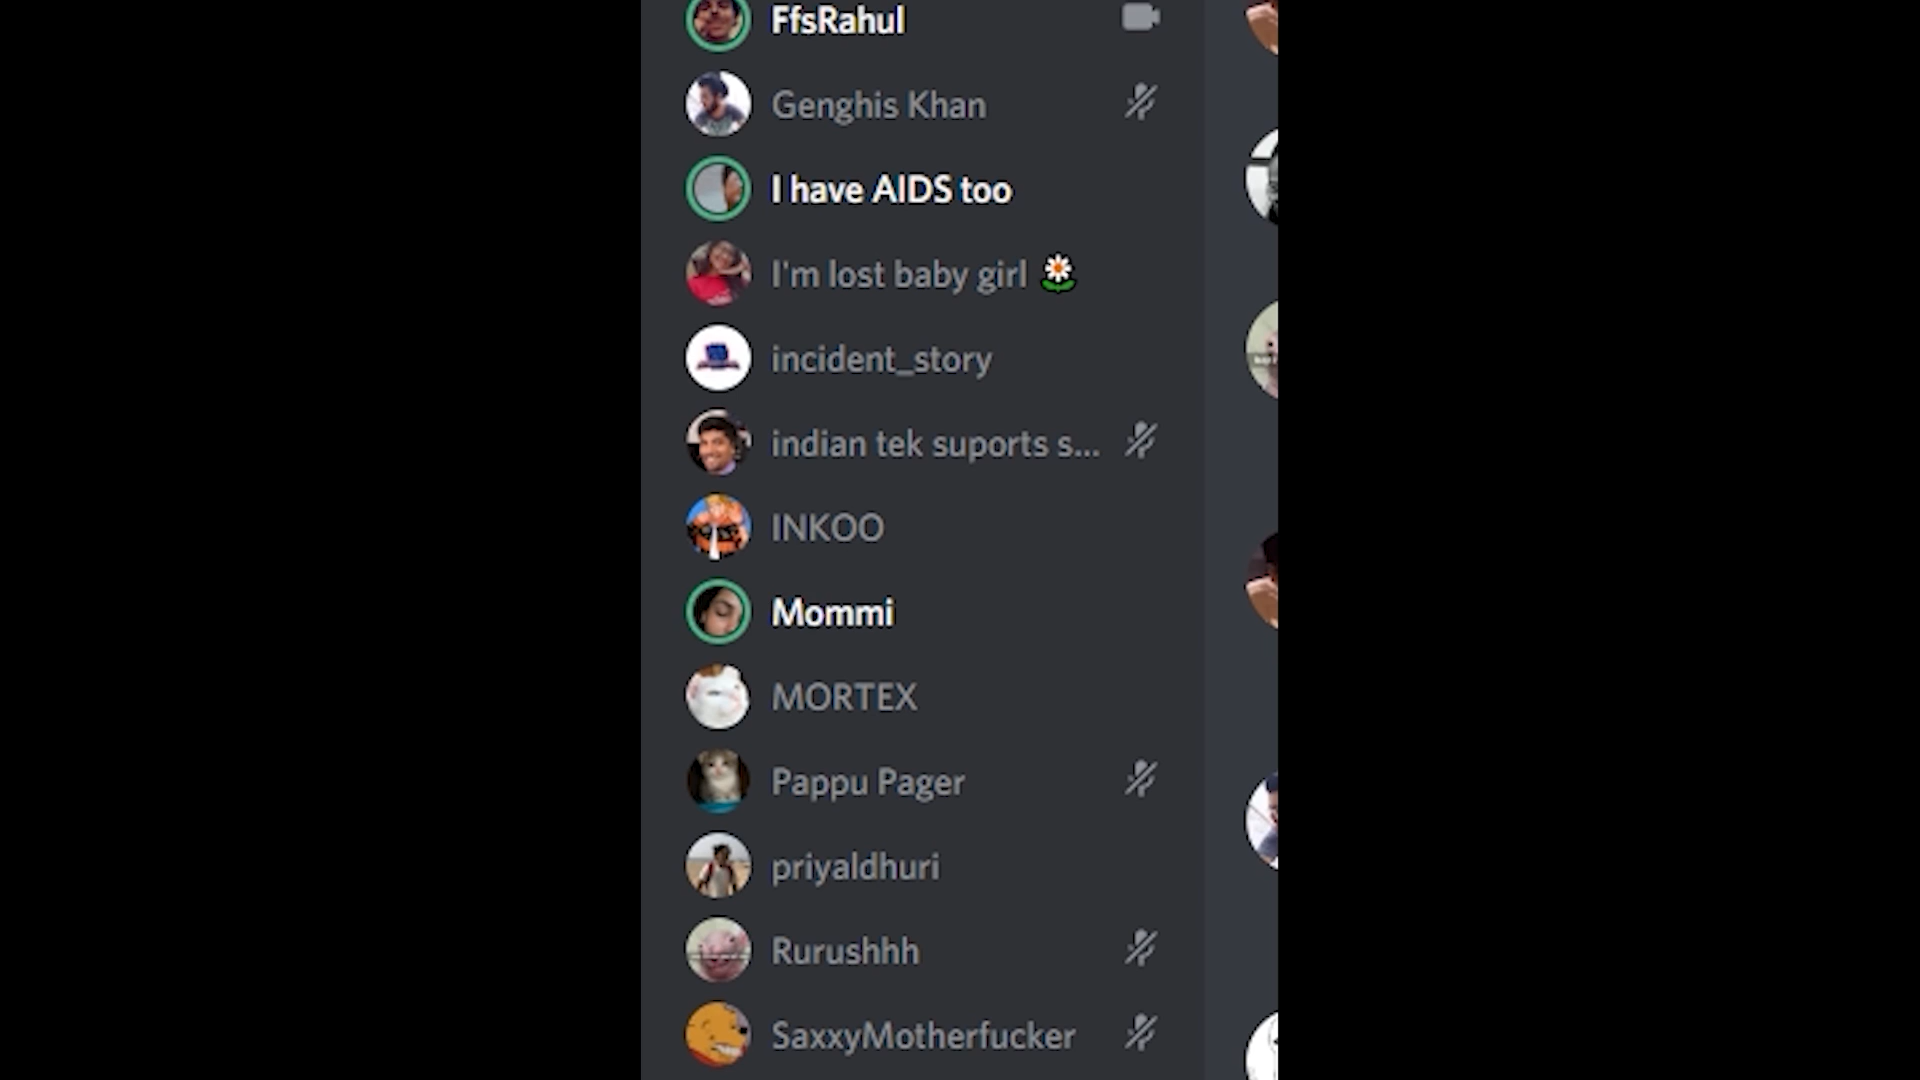 FfsRahul
Genghis Khan
I have AIDS too
I'm lost baby girl 🌼
incident_story
indian tek suports s...
INKOO
Mommi
MORTEX
Pappu Pager
priyaldhuri
Rurushhh
SaxxyMotherfucker